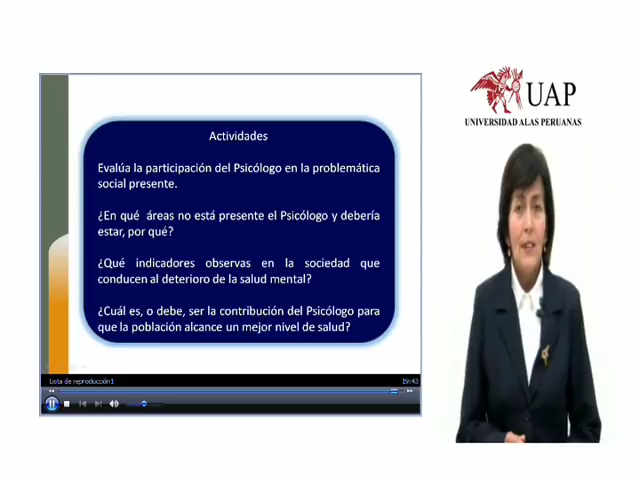 Actividades
Evalúa la participación del Psicólogo en la problemática
social presente.
¿En qué áreas no está presente el Psicólogo y debería
estar, por qué?
¿Qué indicadores observas en la sociedad que
conducen al deterioro de la salud mental?
¿Cuál es, o debe, ser la contribución del Psicólogo para
que la población alcance un mejor nivel de salud?
Lista de reproducción1
19:43
UAP
UNIVERSIDAD ALAS PERUANAS